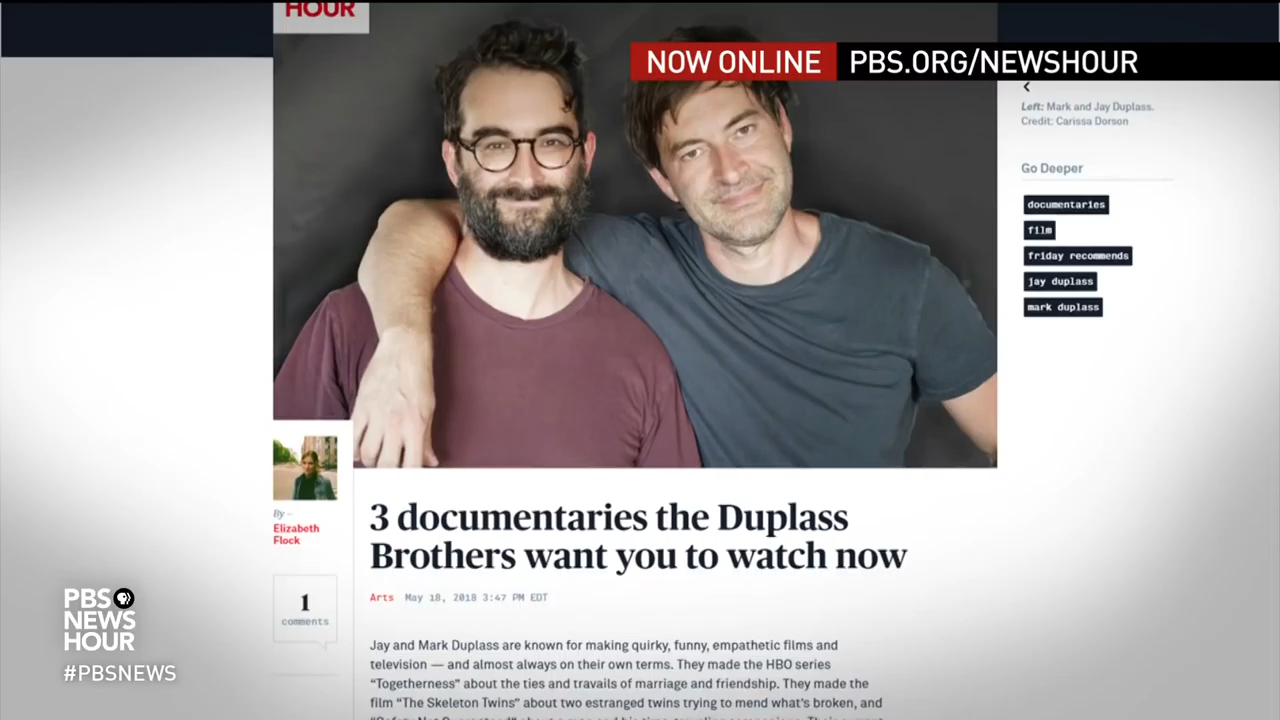 HOUR
NOW ONLINE
PBS.ORG/NEWSHOUR
Left: Mark and Jay Duplass.
Credit: Carissa Dorson
Go Deeper
documentaries
film
friday recommends
jay duplass
mark duplass
By –
Elizabeth
Flock
1
comments
3 documentaries the Duplass
Brothers want you to watch now
Arts May 18, 2018 3:47 PM EDT
Jay and Mark Duplass are known for making quirky, funny, empathetic films and
television — and almost always on their own terms. They made the HBO series
“Togetherness” about the ties and travails of marriage and friendship. They made the
film “The Skeleton Twins” about two estranged twins trying to mend what’s broken, and
PBS
NEWS
HOUR
#PBSNEWS